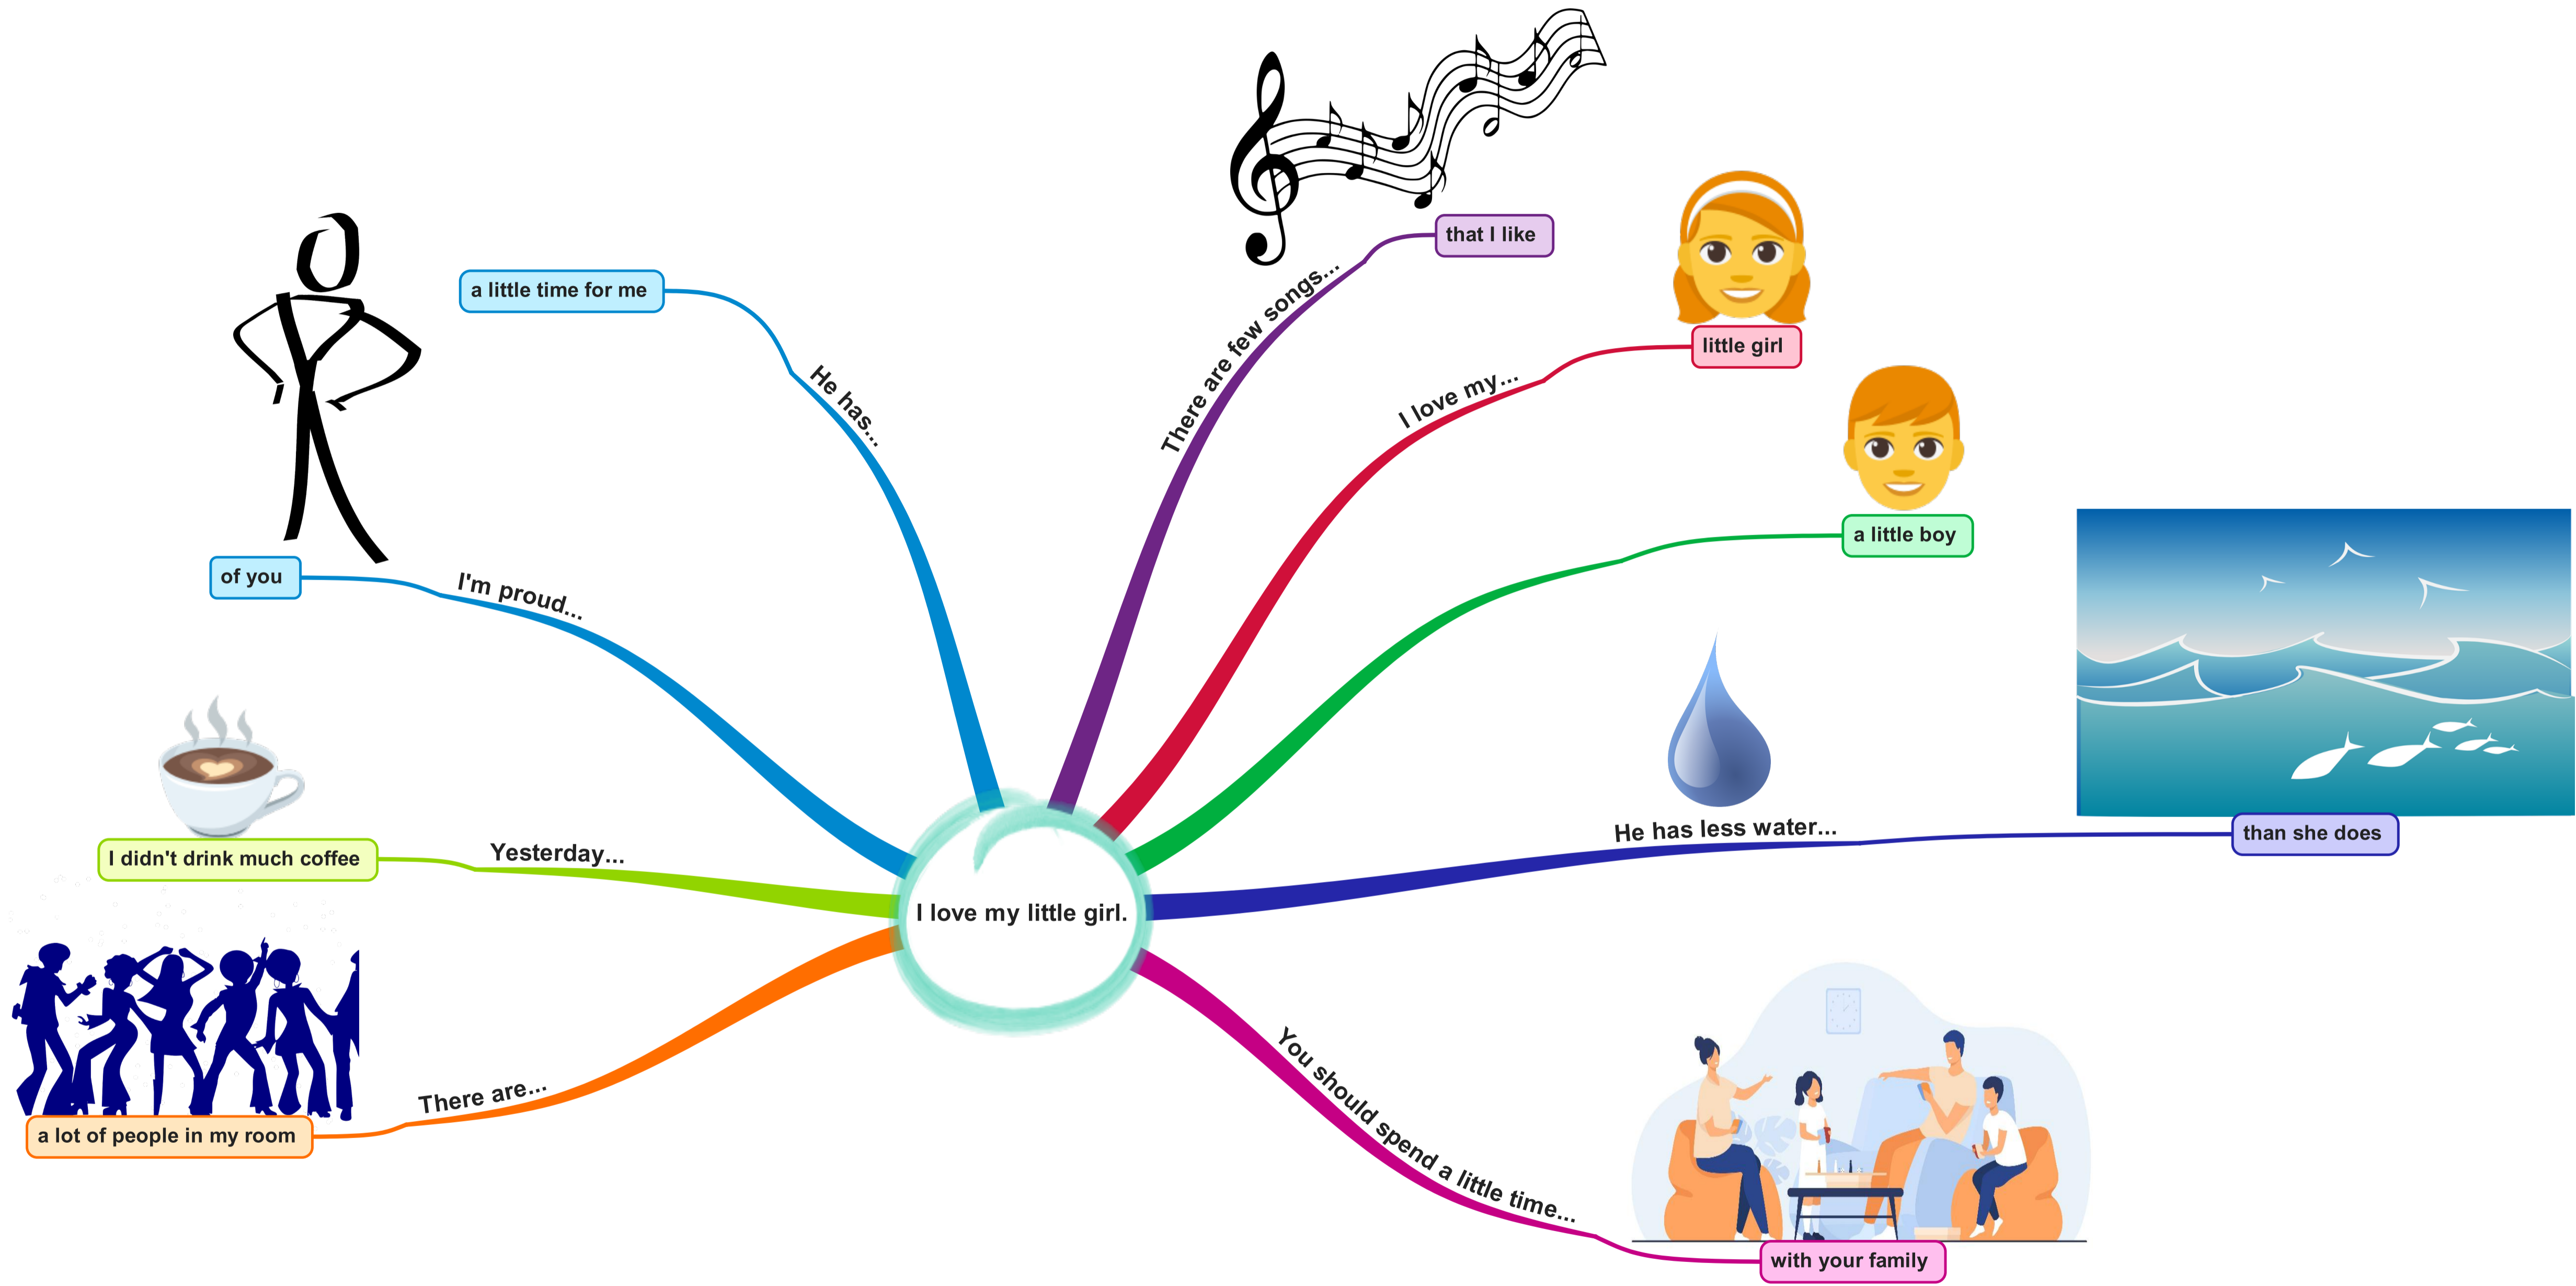 I love my little girl.
There are few songs...
that I like
I love my...
little girl
a little boy
He has less water...
than she does
You should spend a little time...
with your family
There are...
a lot of people in my room
Yesterday...
I didn't drink much coffee
I'm proud...
of you
He has...
a little time for me